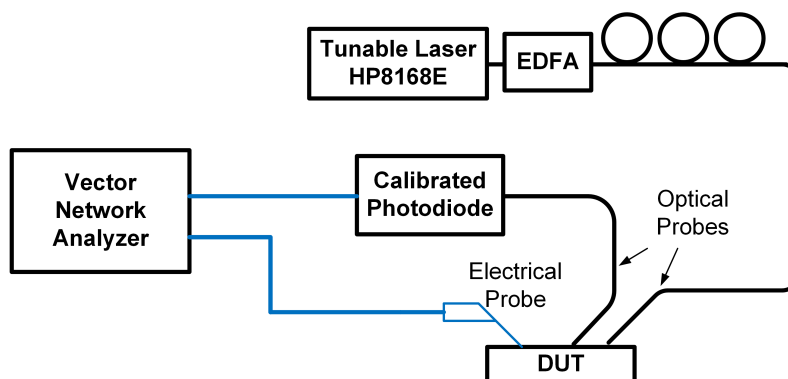 Tunable Laser
HP8168E
EDFA
Vector
Network
Analyzer
Calibrated
Photodiode
Optical
Probes
Electrical
Probe
DUT